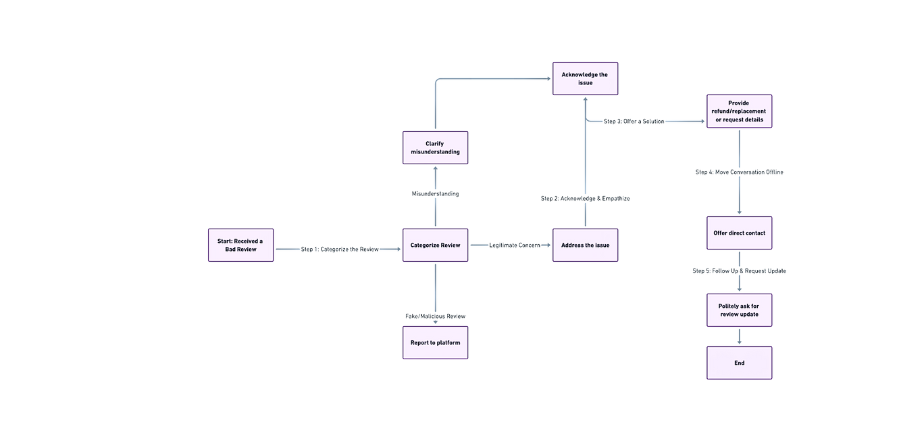 Acknowledge the
issue
Provide
refund/replacement
or request details
Step 3: Offer a Solution
Clarify
misunderstanding
Step 4: Move Conversation Offline
Misunderstanding
Step 2: Acknowledge & Empathize
Start: Received a
Bad Review
Step 1: Categorize the Review
Categorize Review
Legitimate Concern
Address the issue
Offer direct contact
Step 5: Follow Up & Request Update
Politely ask for
review update
Fake/Malicious Review
Report to platform
End